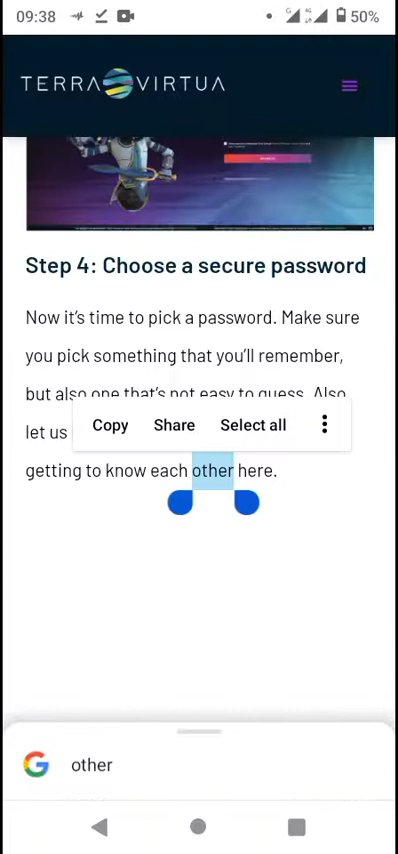 09:38
50%
TERRA VIRTUA
Step 4: Choose a secure password
Now it's time to pick a password. Make sure
you pick something that you'll remember,
but also one that's not easy to guess. Also
Copy Share Select all
let us
getting to know each other here.
other